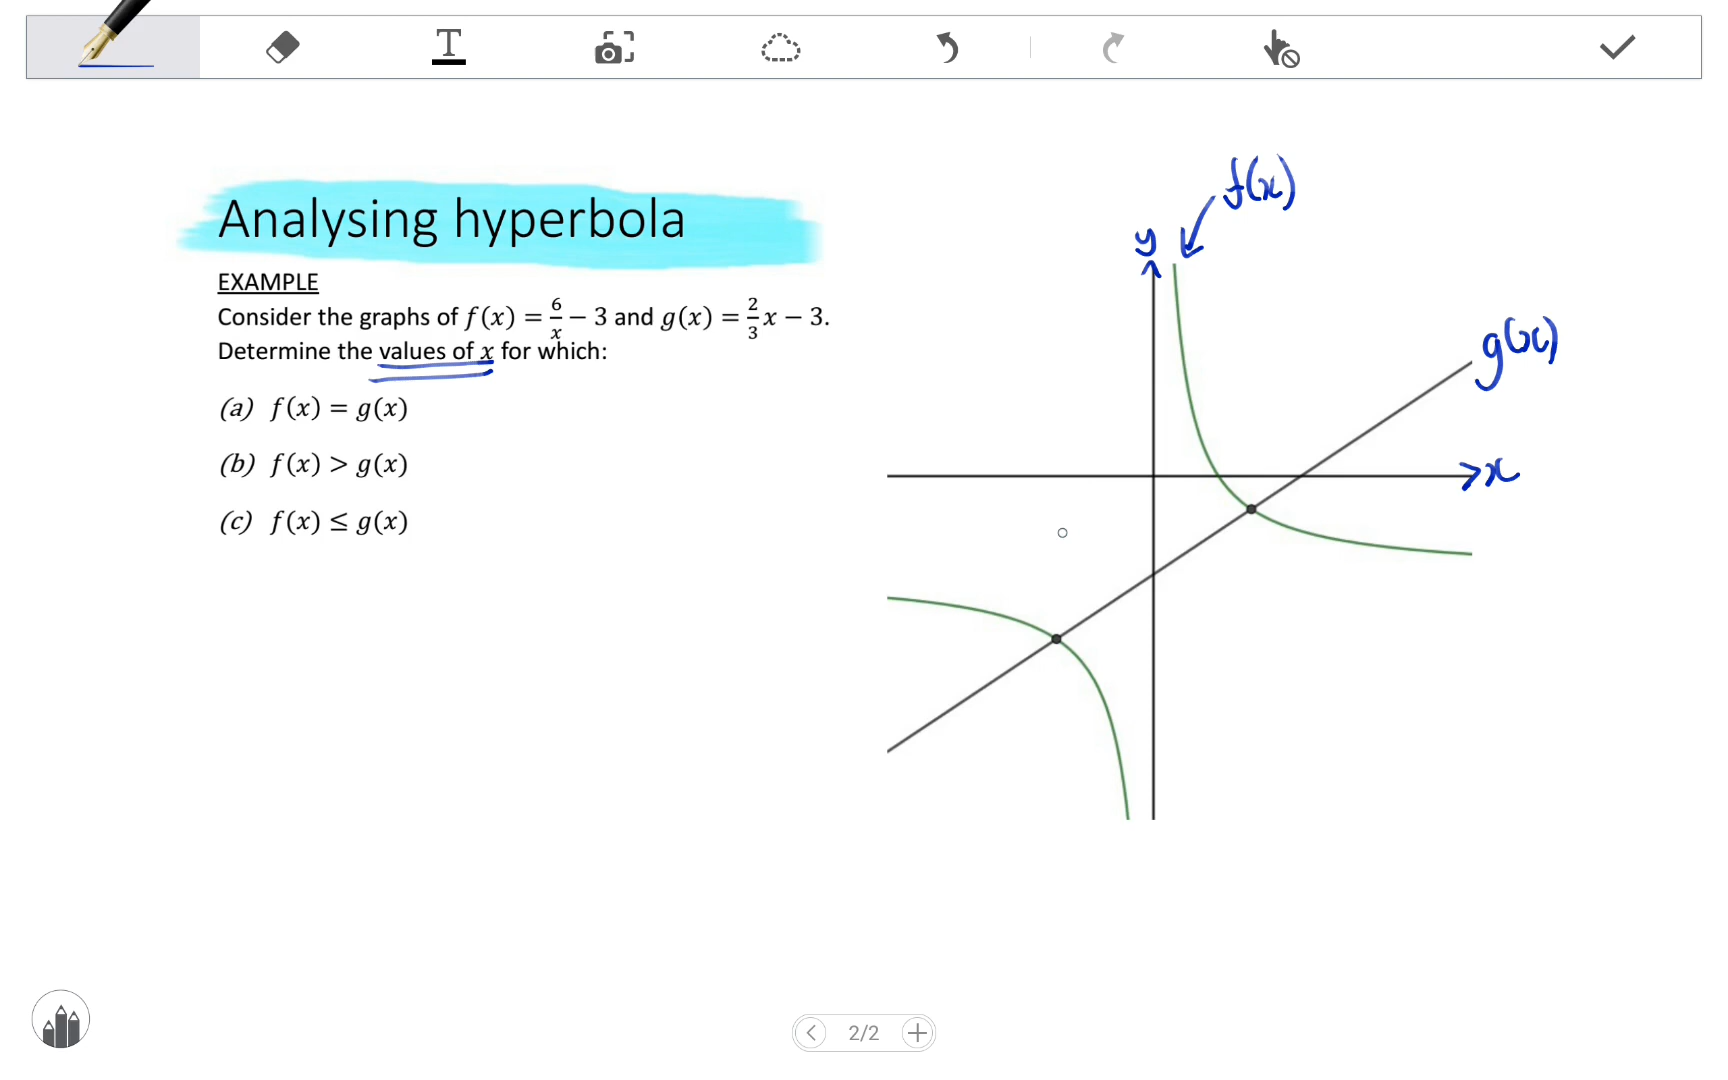 T
Analysing hyperbola
EXAMPLE
Consider the graphs of f(x) = 6/x − 3 and g(x) = 2/3 x − 3.
Determine the values of x for which:
(a) f(x) = g(x)
(b) f(x) > g(x)
(c) f(x) ≤ g(x)
f(x)
y
g(x)
x
2/2